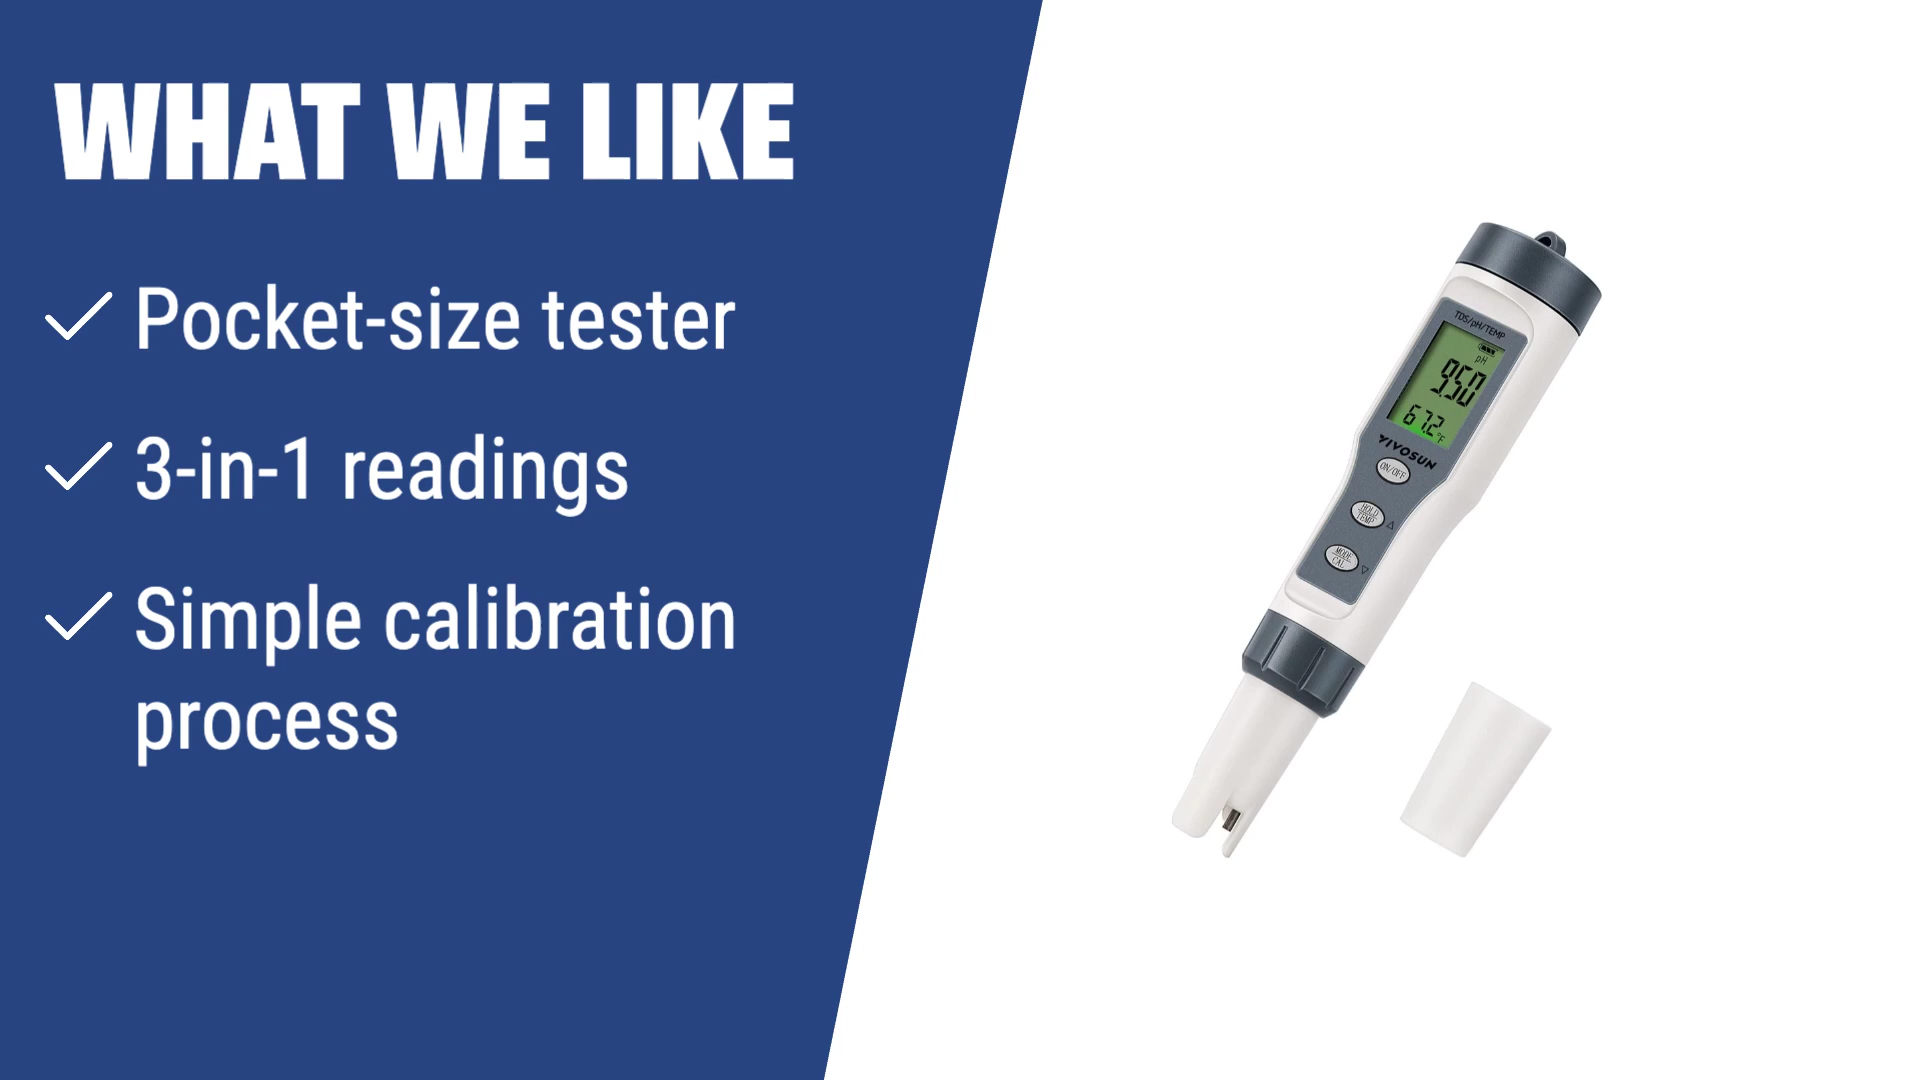 WHAT WE LIKE
Pocket-size tester
3-in-1 readings
Simple calibration
process
TDS/pH/TEMP
pH
9.50
67.2°F
VIVOSUN
ON/OFF
HOLD
TEMP
MODE
CAL